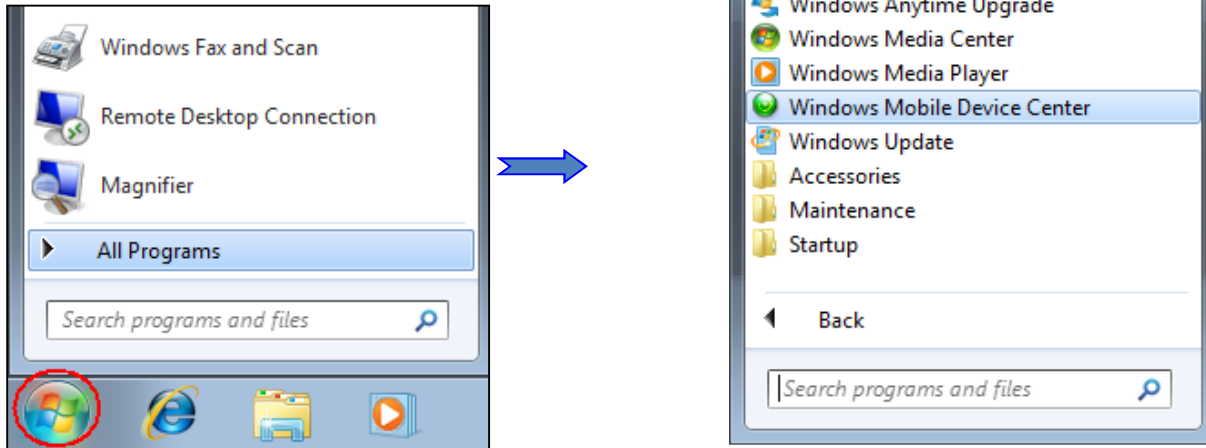 Windows Fax and Scan
Remote Desktop Connection
Magnifier
All Programs
Search programs and files
Windows Anytime Upgrade
Windows Media Center
Windows Media Player
Windows Mobile Device Center
Windows Update
Accessories
Maintenance
Startup
Back
Search programs and files